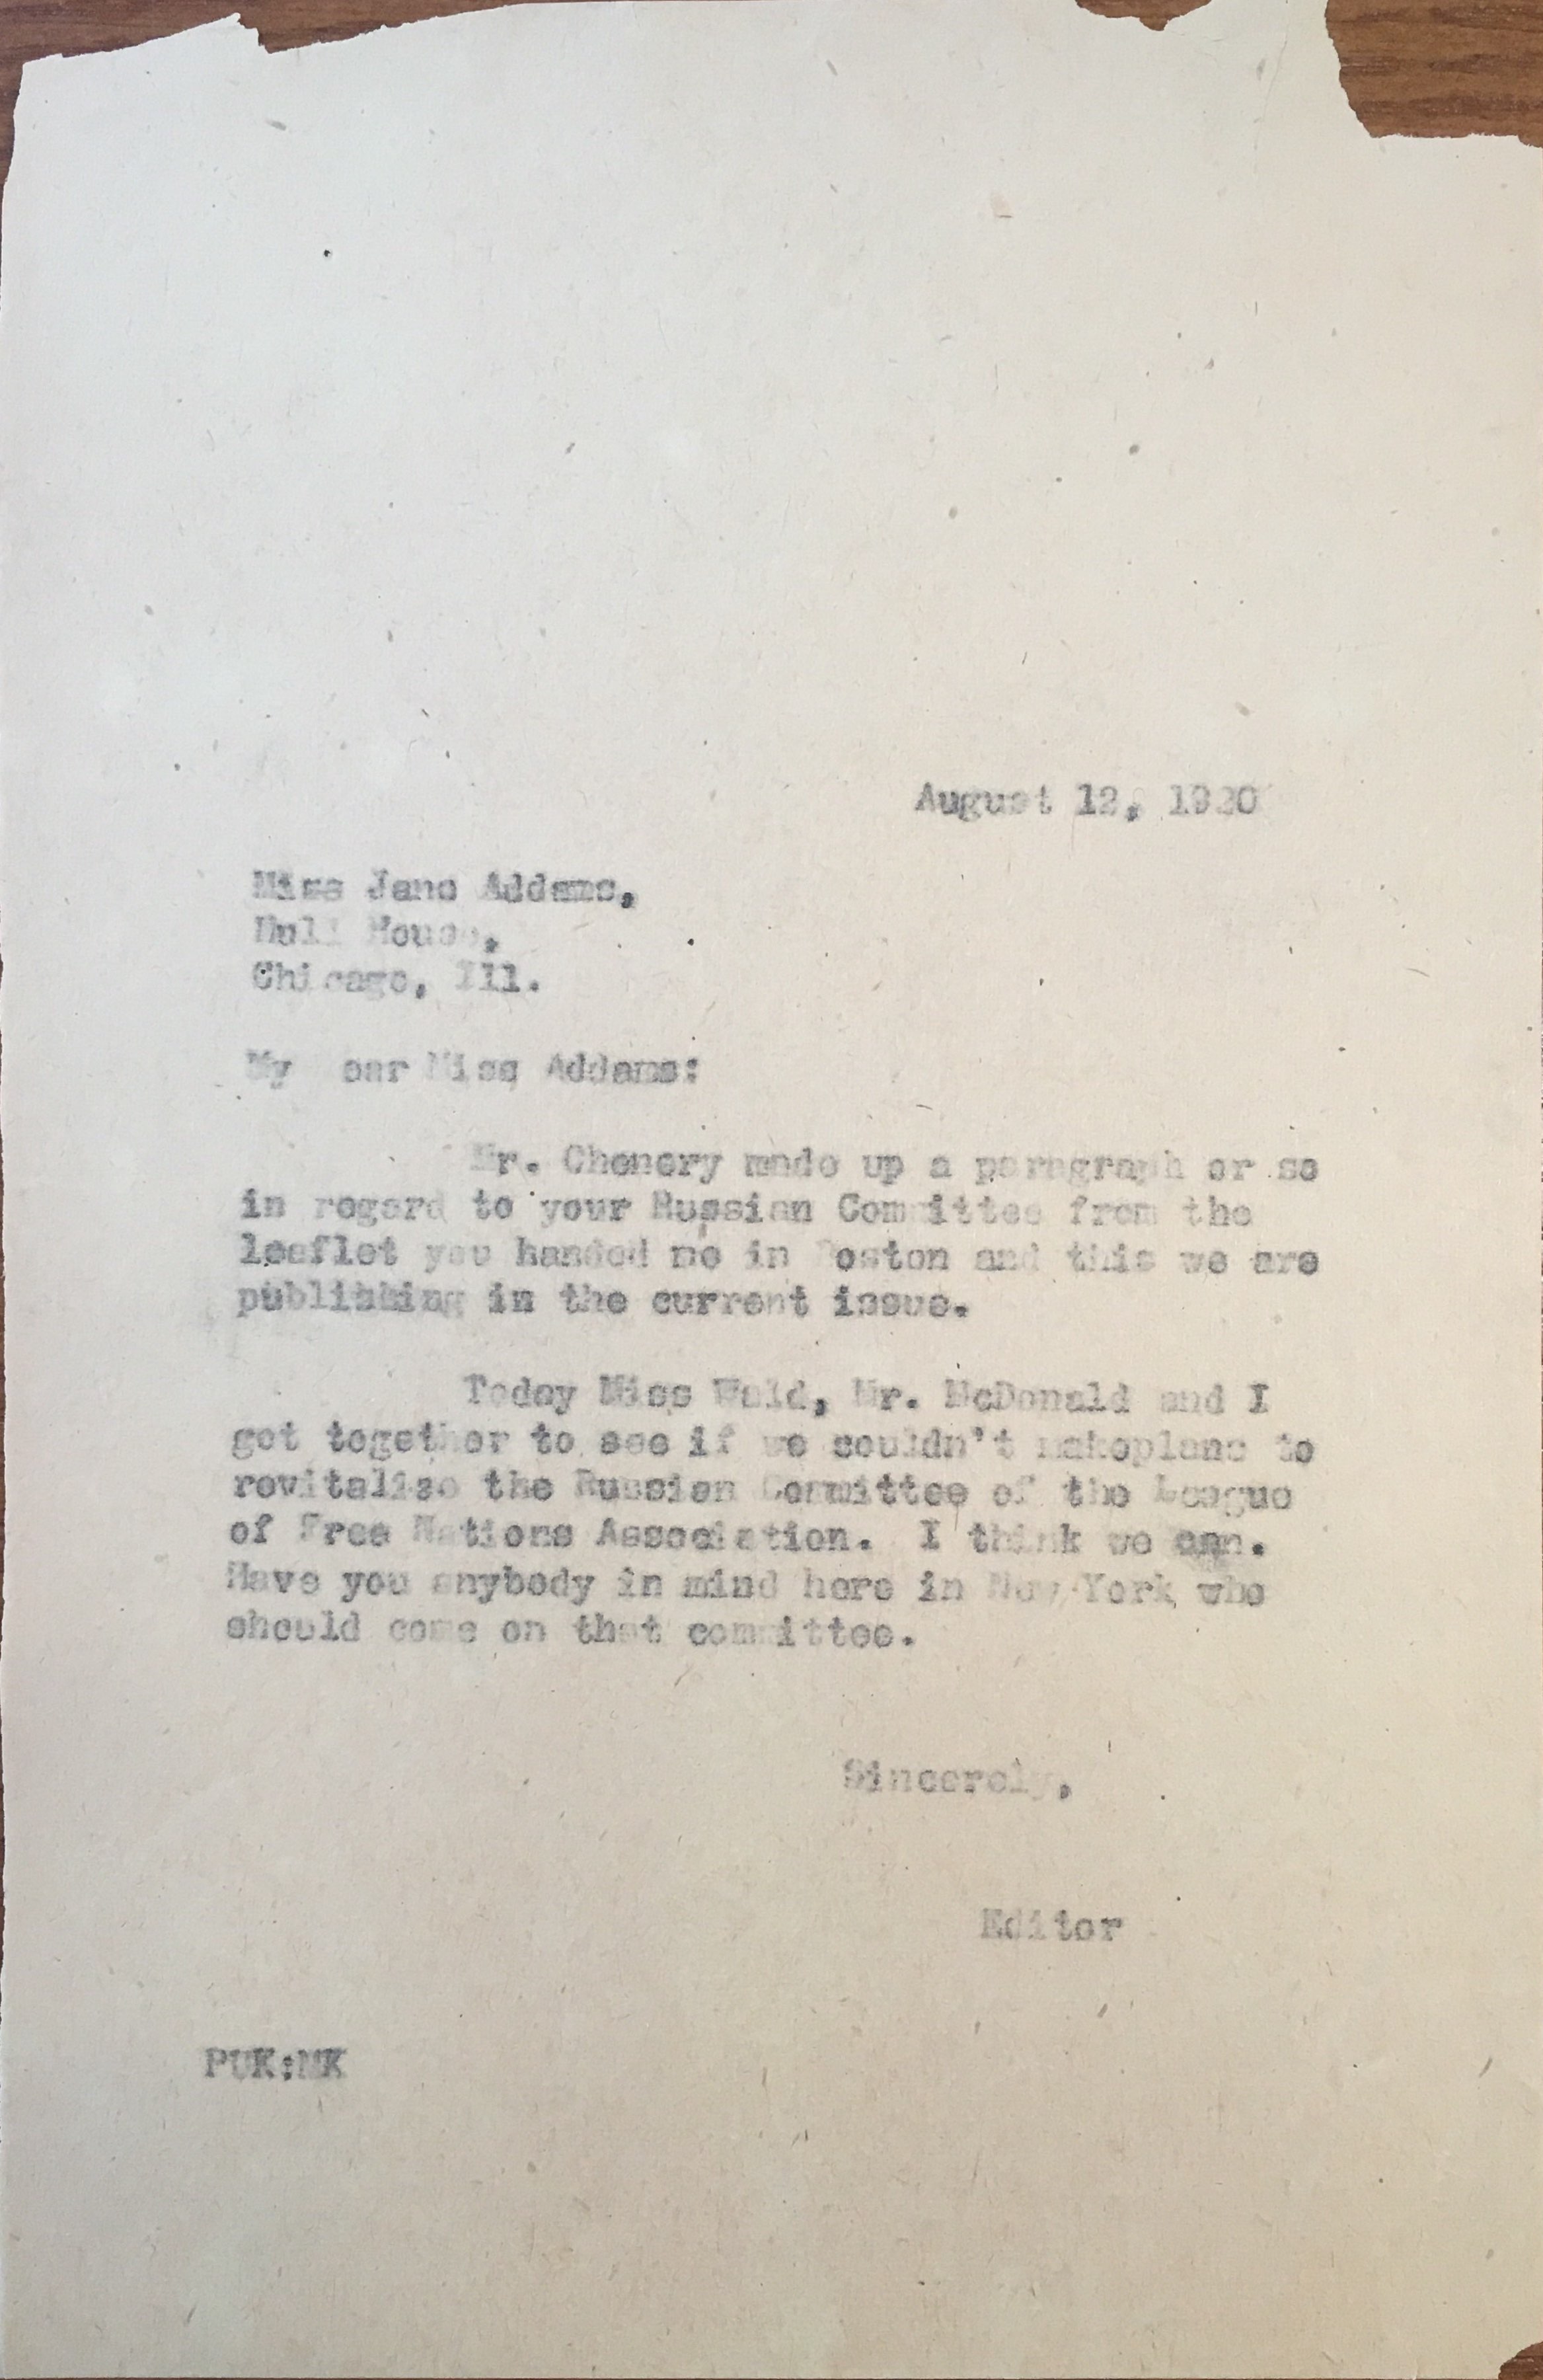 August 12, 1920
Miss Jane Addams,
Hull House,
Chicago, Ill.
My ear Miss Addams:
Mr. Chenery made up a paragraph or so
in regard to your Russian Committee from the
leaflet you handed me in Boston and this we are
publishing in the current issue.
Today Miss Wald, Mr. McDonald and I
got together to see if we couldn't makeplans to
revitalize the Russian Committee of the League
of Free Nations Association. I think we can.
Have you anybody in mind here in New York who
should come on that committee.
Sincerely,
Editor
PUK:MK